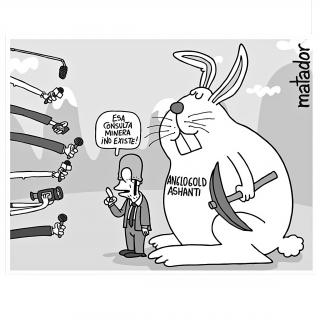 matador
ESA
CONSULTA
MINERA
¡NO EXISTE!
ANGLOGOLD
ASHANTI